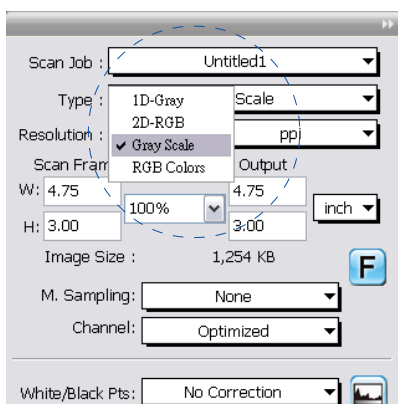 Scan Job : Untitled1
Type : Scale
1D-Gray
2D-RGB
✔ Gray Scale
RGB Colors
Resolution : ppi
Scan Fram Output
W: 4.75 4.75
100% inch
H: 3.00 3.00
Image Size : 1,254 KB
F
M. Sampling: None
Channel: Optimized
White/Black Pts: No Correction